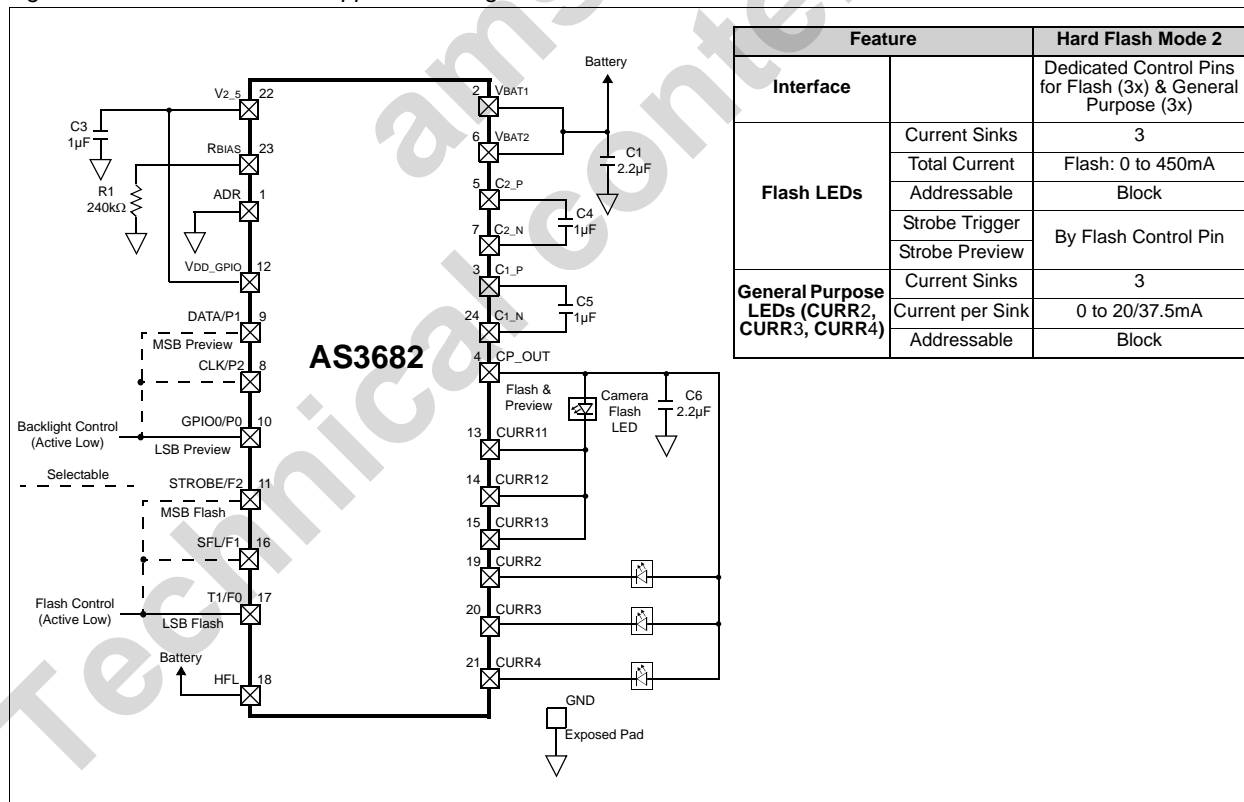 Technical content
Battery
V2_5 22
2 VBAT1
C3
1µF
RBIAS 23
6 VBAT2
C1
2.2µF
R1
240kΩ
ADR 1
5 C2_P
C4
1µF
7 C2_N
VDD_GPIO 12
3 C1_P
C5
1µF
DATA/P1 9
24 C1_N
MSB Preview
AS3682
CLK/P2 8
4 CP_OUT
Flash &
Preview
Camera
Flash
LED
C6
2.2µF
Backlight Control
(Active Low)
GPIO0/P0 10
LSB Preview
13 CURR11
Selectable
STROBE/F2 11
MSB Flash
14 CURR12
15 CURR13
SFL/F1 16
19 CURR2
Flash Control
(Active Low)
T1/F0 17
LSB Flash
20 CURR3
Battery
HFL 18
21 CURR4
GND
Exposed Pad
Feature Hard Flash Mode 2
Interface Dedicated Control Pins
for Flash (3x) & General
Purpose (3x)
Flash LEDs
Current Sinks 3
Total Current Flash: 0 to 450mA
Addressable Block
Strobe Trigger By Flash Control Pin
Strobe Preview
General Purpose
LEDs (CURR2,
CURR3, CURR4)
Current Sinks 3
Current per Sink 0 to 20/37.5mA
Addressable Block